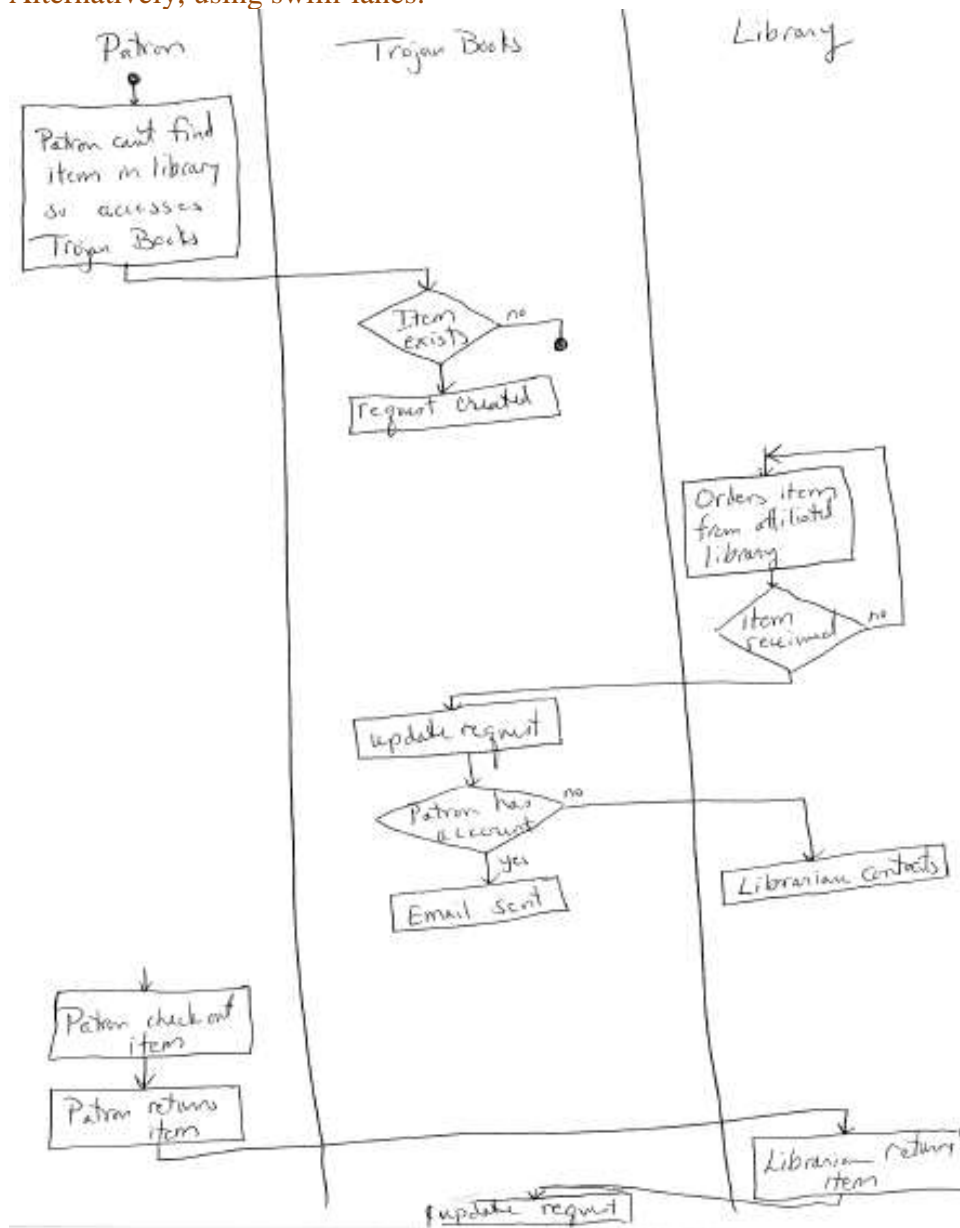 Alternatively, using swim-lanes:
Patron
Trojan Books
Library
Patron can't find
item in library
so accesses
Trojan Books
Item
exists
no
request created
Orders item
from affiliated
library
item
received
no
update request
Patron has
account
no
yes
Email sent
Librarian contacts
Patron check out
item
Patron returns
item
Librarian returns
item
update request